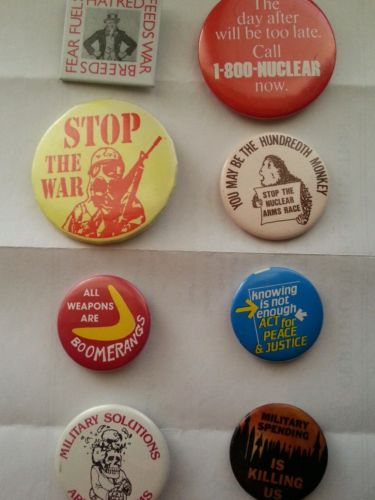 FEAR FUELS
HATRED
BREEDS
BREEDS WAR
The
day after
will be too late.
Call
1-800-NUCLEAR
now.
STOP
THE
WAR
YOU MAY BE THE HUNDREDTH MONKEY
STOP THE
NUCLEAR
ARMS RACE
ALL
WEAPONS
ARE
BOOMERANGS
knowing
is not
enough
ACT for
PEACE
& JUSTICE
MILITARY SOLUTIONS
MILITARY
SPENDING
IS
KILLING
US